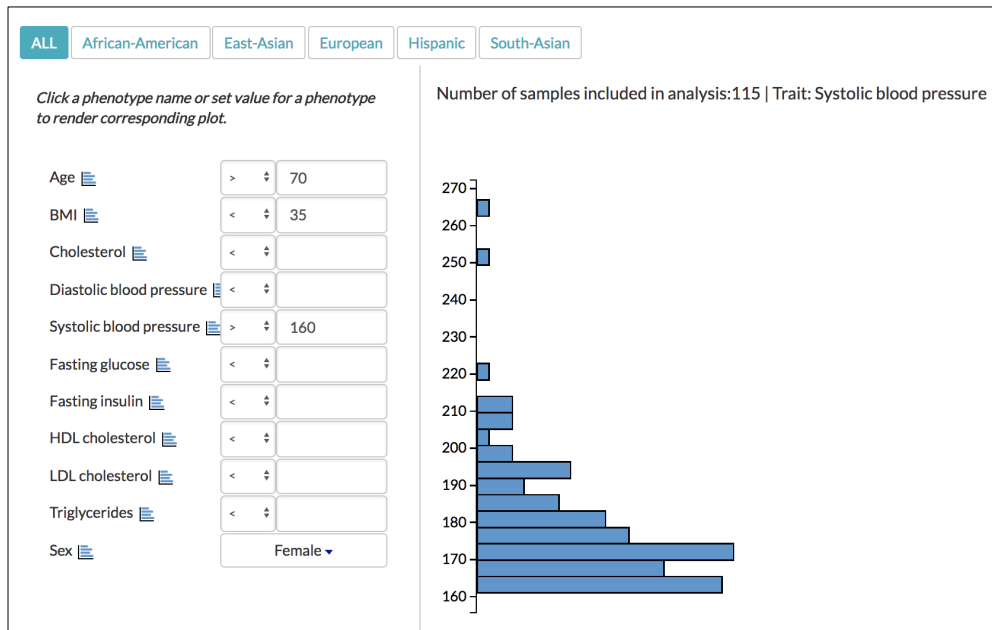 ALL African-American East-Asian European Hispanic South-Asian
Click a phenotype name or set value for a phenotype
to render corresponding plot.
Age > 70
BMI < 35
Cholesterol <
Diastolic blood pressure <
Systolic blood pressure > 160
Fasting glucose <
Fasting insulin <
HDL cholesterol <
LDL cholesterol <
Triglycerides <
Sex Female
Number of samples included in analysis:115 | Trait: Systolic blood pressure
270
260
250
240
230
220
210
200
190
180
170
160